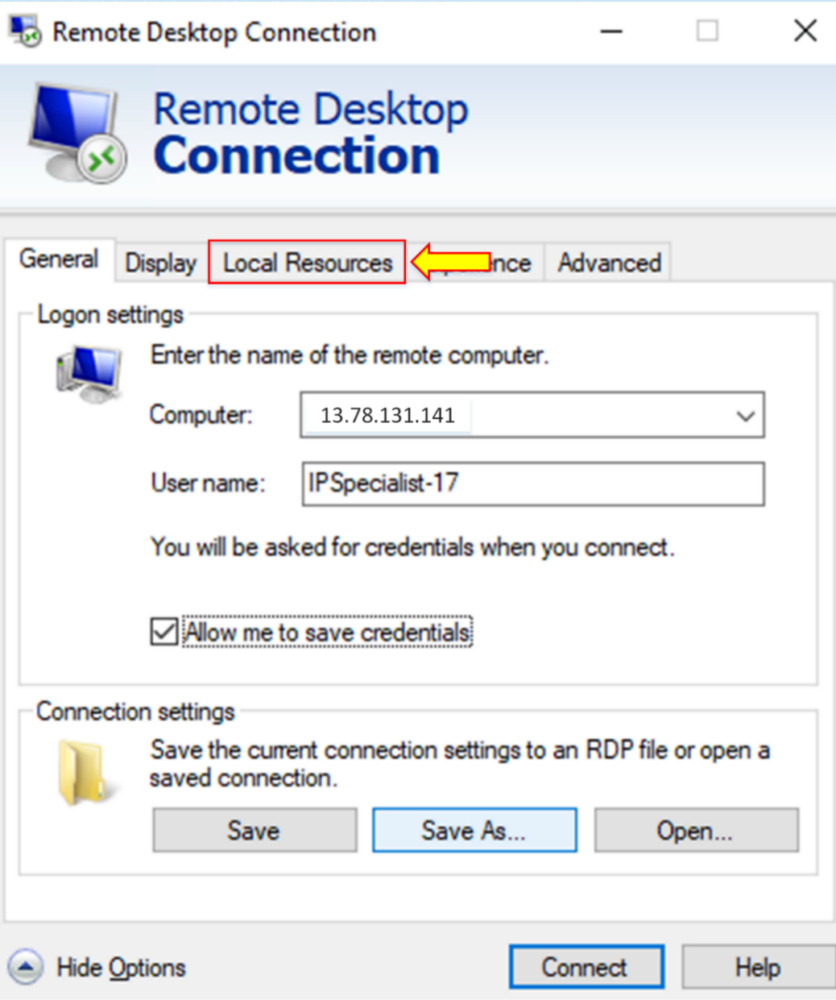 Remote Desktop Connection
Remote Desktop
Connection
General Display Local Resources Advanced
Logon settings
Enter the name of the remote computer.
Computer: 13.78.131.141
User name: IPSpecialist-17
You will be asked for credentials when you connect.
Allow me to save credentials
Connection settings
Save the current connection settings to an RDP file or open a
saved connection.
Save Save As... Open...
Hide Options Connect Help